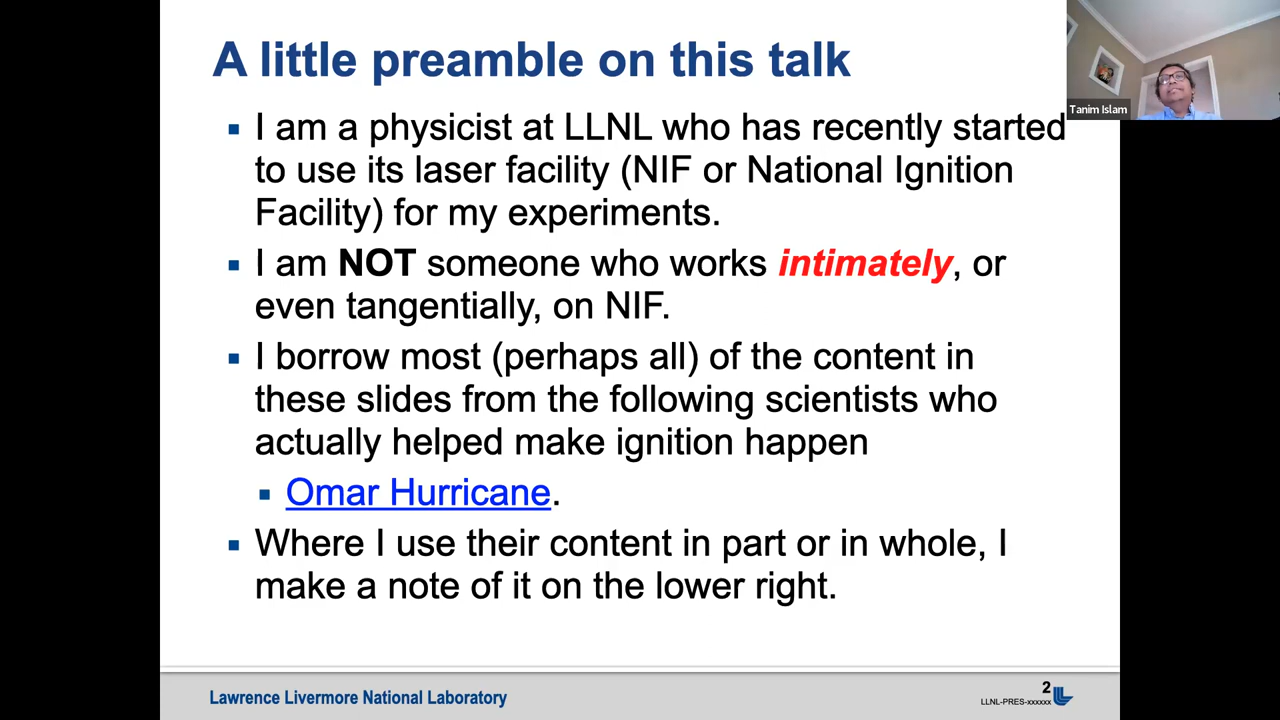 A little preamble on this talk
Tanim Islam
▪ I am a physicist at LLNL who has recently started
to use its laser facility (NIF or National Ignition
Facility) for my experiments.
▪ I am NOT someone who works intimately, or
even tangentially, on NIF.
▪ I borrow most (perhaps all) of the content in
these slides from the following scientists who
actually helped make ignition happen
▪ Omar Hurricane.
▪ Where I use their content in part or in whole, I
make a note of it on the lower right.
Lawrence Livermore National Laboratory
2
LLNL-PRES-xxxxxx